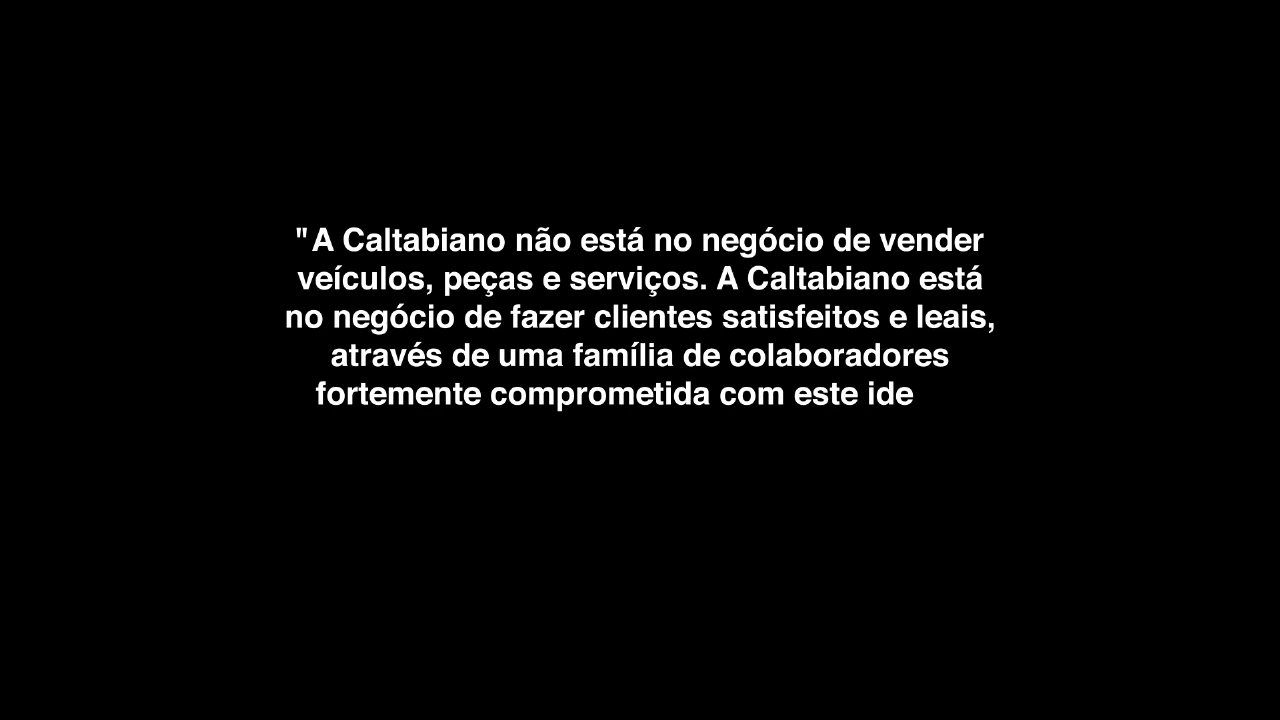 "A Caltabiano não está no negócio de vender
veículos, peças e serviços. A Caltabiano está
no negócio de fazer clientes satisfeitos e leais,
através de uma família de colaboradores
fortemente comprometida com este ide